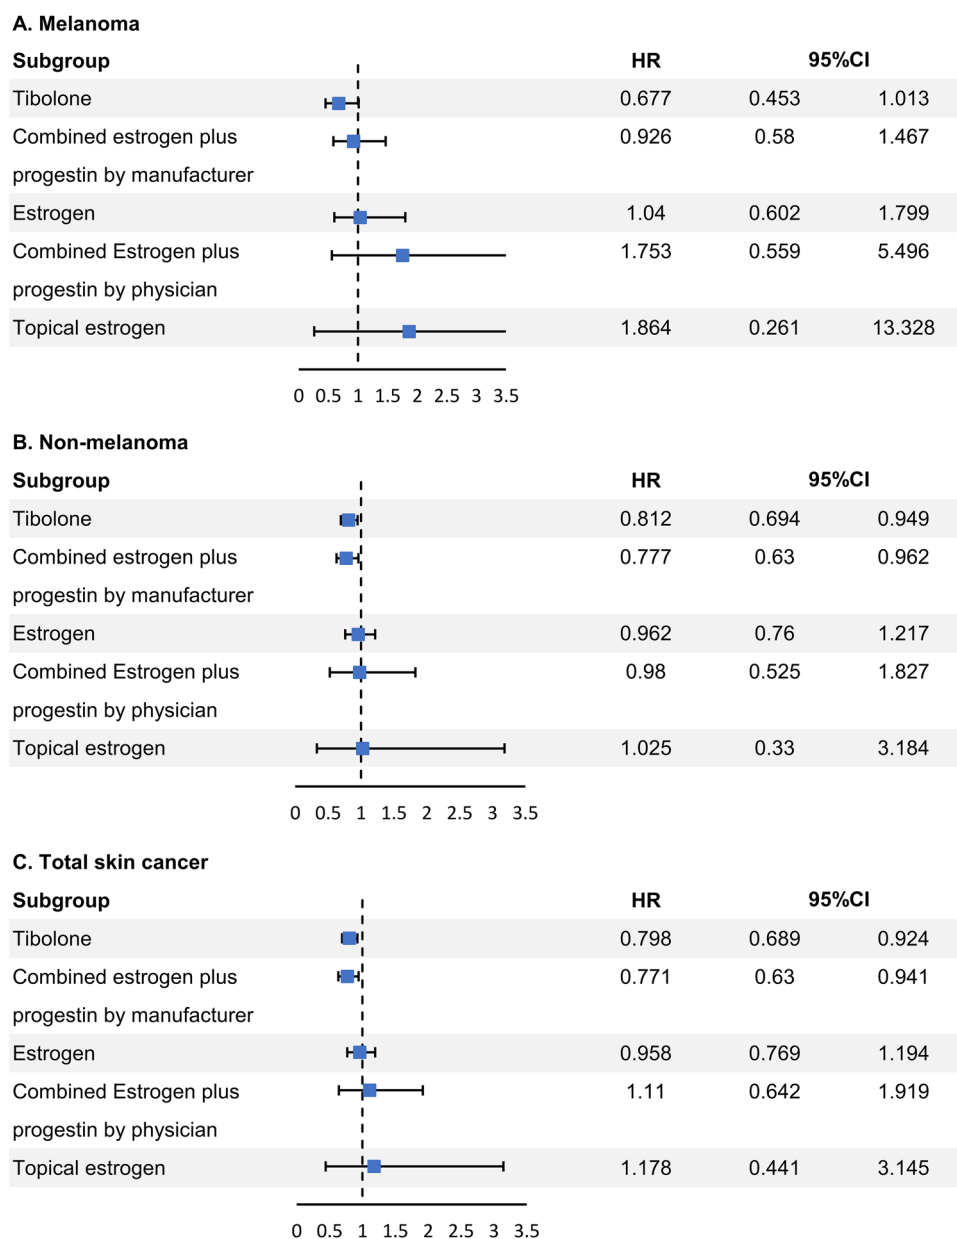 A. Melanoma
Subgroup HR 95%CI
Tibolone 0.677 0.453 1.013
Combined estrogen plus 0.926 0.58 1.467
progestin by manufacturer
Estrogen 1.04 0.602 1.799
Combined Estrogen plus 1.753 0.559 5.496
progestin by physician
Topical estrogen 1.864 0.261 13.328
0 0.5 1 1.5 2 2.5 3 3.5
B. Non-melanoma
Subgroup HR 95%CI
Tibolone 0.812 0.694 0.949
Combined estrogen plus 0.777 0.63 0.962
progestin by manufacturer
Estrogen 0.962 0.76 1.217
Combined Estrogen plus 0.98 0.525 1.827
progestin by physician
Topical estrogen 1.025 0.33 3.184
0 0.5 1 1.5 2 2.5 3 3.5
C. Total skin cancer
Subgroup HR 95%CI
Tibolone 0.798 0.689 0.924
Combined estrogen plus 0.771 0.63 0.941
progestin by manufacturer
Estrogen 0.958 0.769 1.194
Combined Estrogen plus 1.11 0.642 1.919
progestin by physician
Topical estrogen 1.178 0.441 3.145
0 0.5 1 1.5 2 2.5 3 3.5